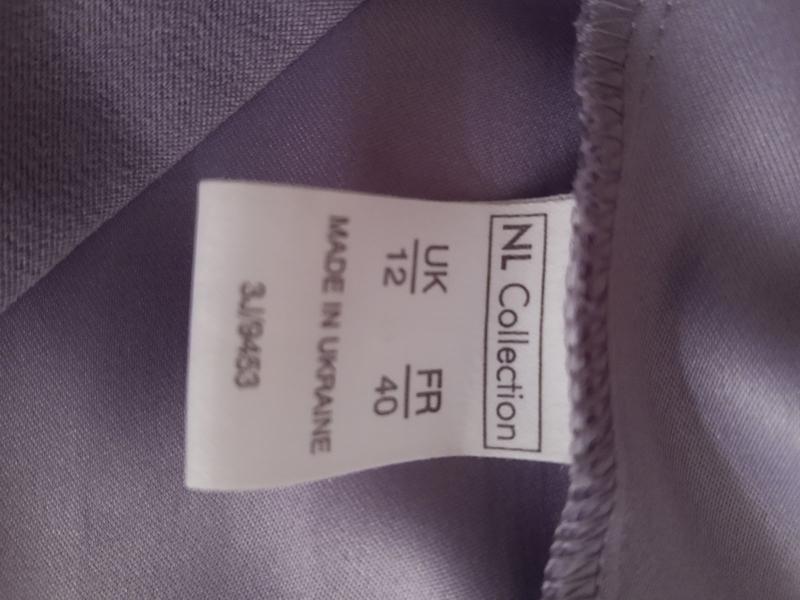 NL Collection
UK FR
12 40
MADE IN UKRAINE
3J/9453